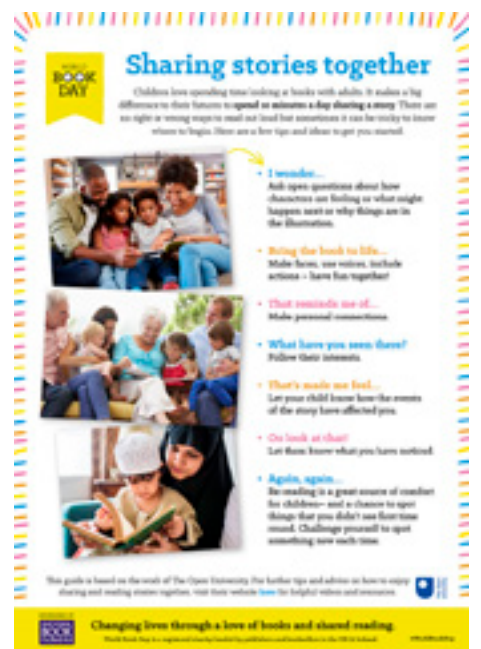 WORLD
BOOK
DAY
Sharing stories together
Children love spending time looking at books with adults. It makes a big
difference to their futures to spend 10 minutes a day sharing a story. There are
no right or wrong ways to read out loud but sometimes it can be tricky to know
where to begin. Here are a few tips and ideas to get you started.
• I wonder...
Ask open questions about how
characters are feeling or what might
happen next or why things are in
the illustration.
• Bring the book to life...
Make faces, use voices, include
actions – have fun together!
• That reminds me of...
Make personal connections.
• What have you seen there?
Follow their interests.
• That's made me feel...
Let your child know how the events
of the story have affected you.
• Oo look at that!
Let them know what you have noticed.
• Again, again...
Re-reading is a great source of comfort
for children– and a chance to spot
things that you didn't see first time
round. Challenge yourself to spot
something new each time.
This guide is based on the work of The Open University. For further tips and advice on how to enjoy
sharing and reading stories together, visit their website here for helpful videos and resources.
Changing lives through a love of books and shared reading.